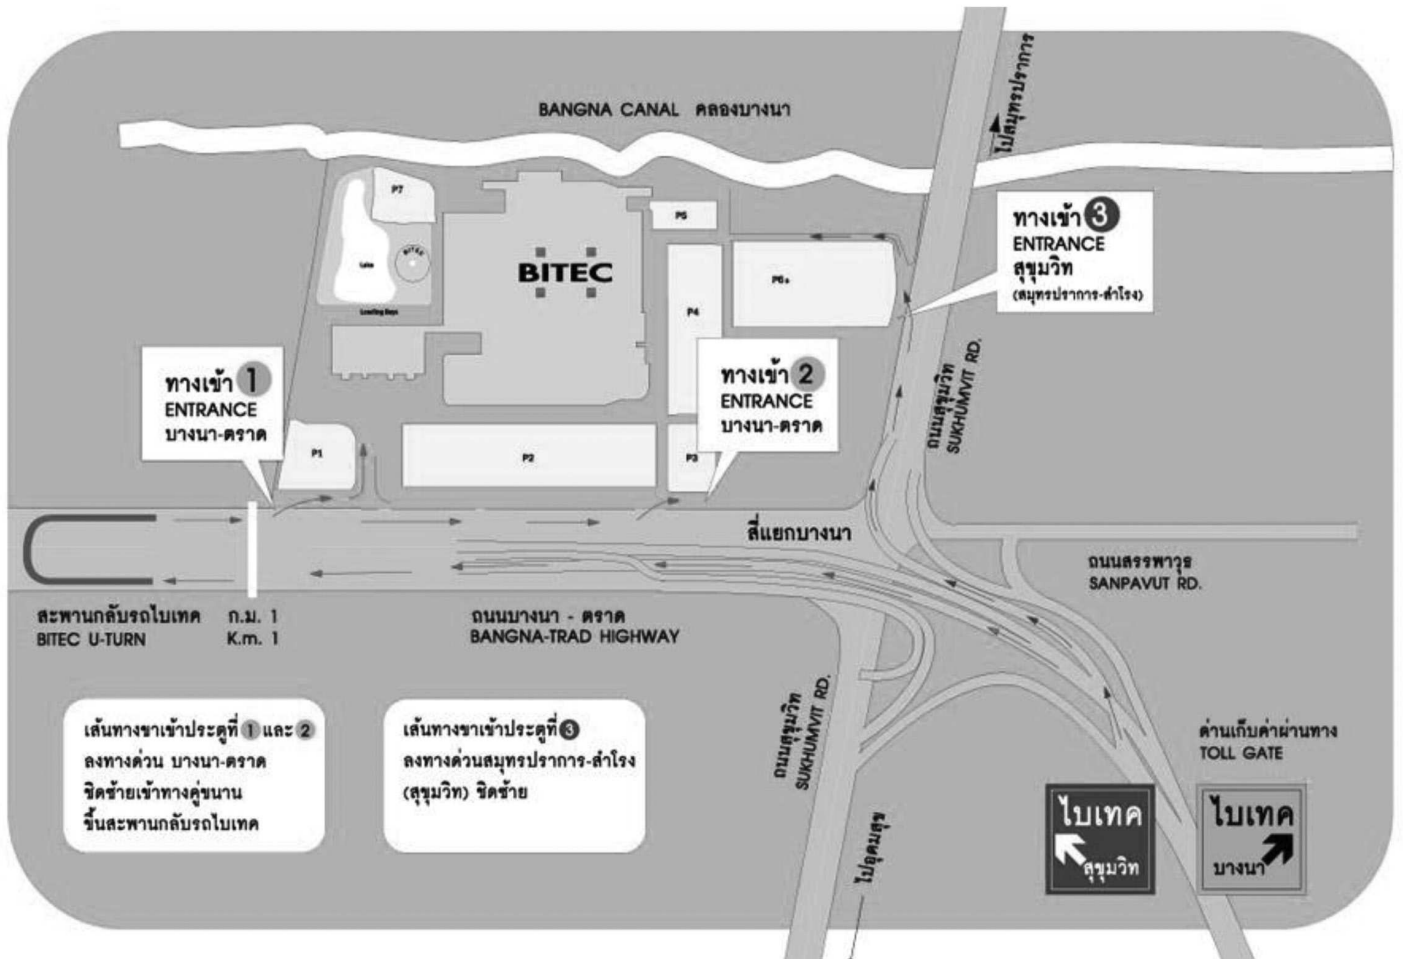 BANGNA CANAL คลองบางนา
ไปสมุทรปราการ
P7
P5
ทางเข้า 3
ENTRANCE
สุขุมวิท
(สมุทรปราการ-สำโรง)
BITEC
Lake
BITEC
P6a
Loading Bays
P4
ทางเข้า 1
ENTRANCE
บางนา-ตราด
ทางเข้า 2
ENTRANCE
บางนา-ตราด
ถนนสุขุมวิท
SUKHUMVIT RD.
P1
P2
P3
สี่แยกบางนา
ถนนสรรพาวุธ
SANPAVUT RD.
สะพานกลับรถไบเทค
BITEC U-TURN
ก.ม. 1
K.m. 1
ถนนบางนา - ตราด
BANGNA-TRAD HIGHWAY
ถนนสุขุมวิท
SUKHUMVIT RD.
เส้นทางขาเข้าประตูที่ 1 และ 2
ลงทางด่วน บางนา-ตราด
ชิดซ้ายเข้าทางคู่ขนาน
ขึ้นสะพานกลับรถไบเทค
เส้นทางขาเข้าประตูที่ 3
ลงทางด่วนสมุทรปราการ-สำโรง
(สุขุมวิท) ชิดซ้าย
ด่านเก็บค่าผ่านทาง
TOLL GATE
ไบเทค
สุขุมวิท
ไบเทค
บางนา
ไปอุดมสุข